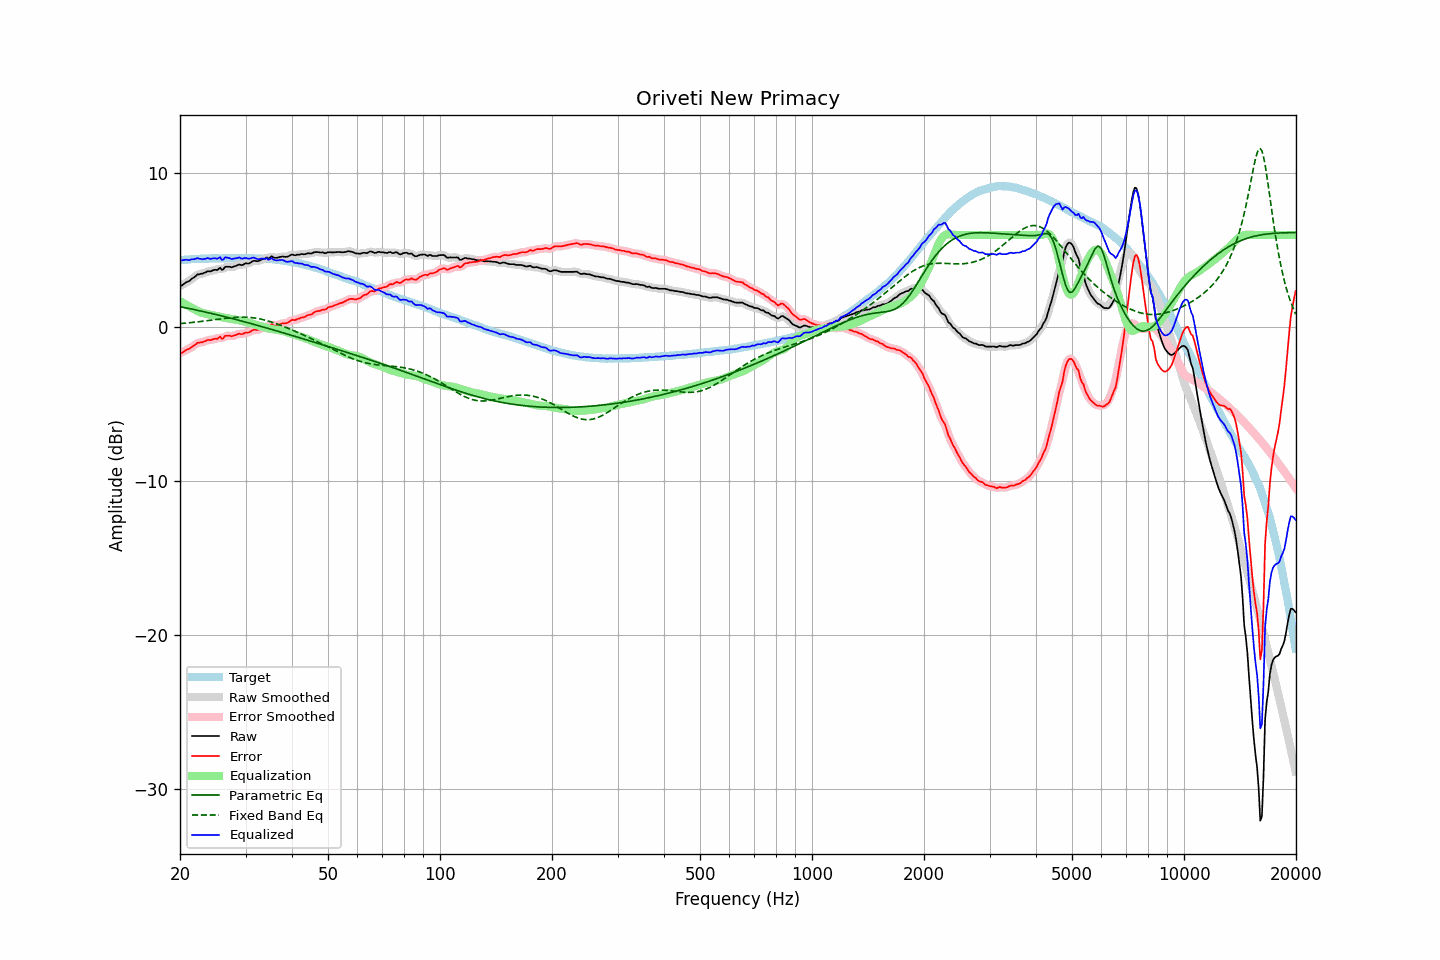 Oriveti New Primacy
Amplitude (dBr)
10
0
−10
−20
−30
Target
Raw Smoothed
Error Smoothed
Raw
Error
Equalization
Parametric Eq
Fixed Band Eq
Equalized
20
50
100
200
500
1000
2000
5000
10000
20000
Frequency (Hz)